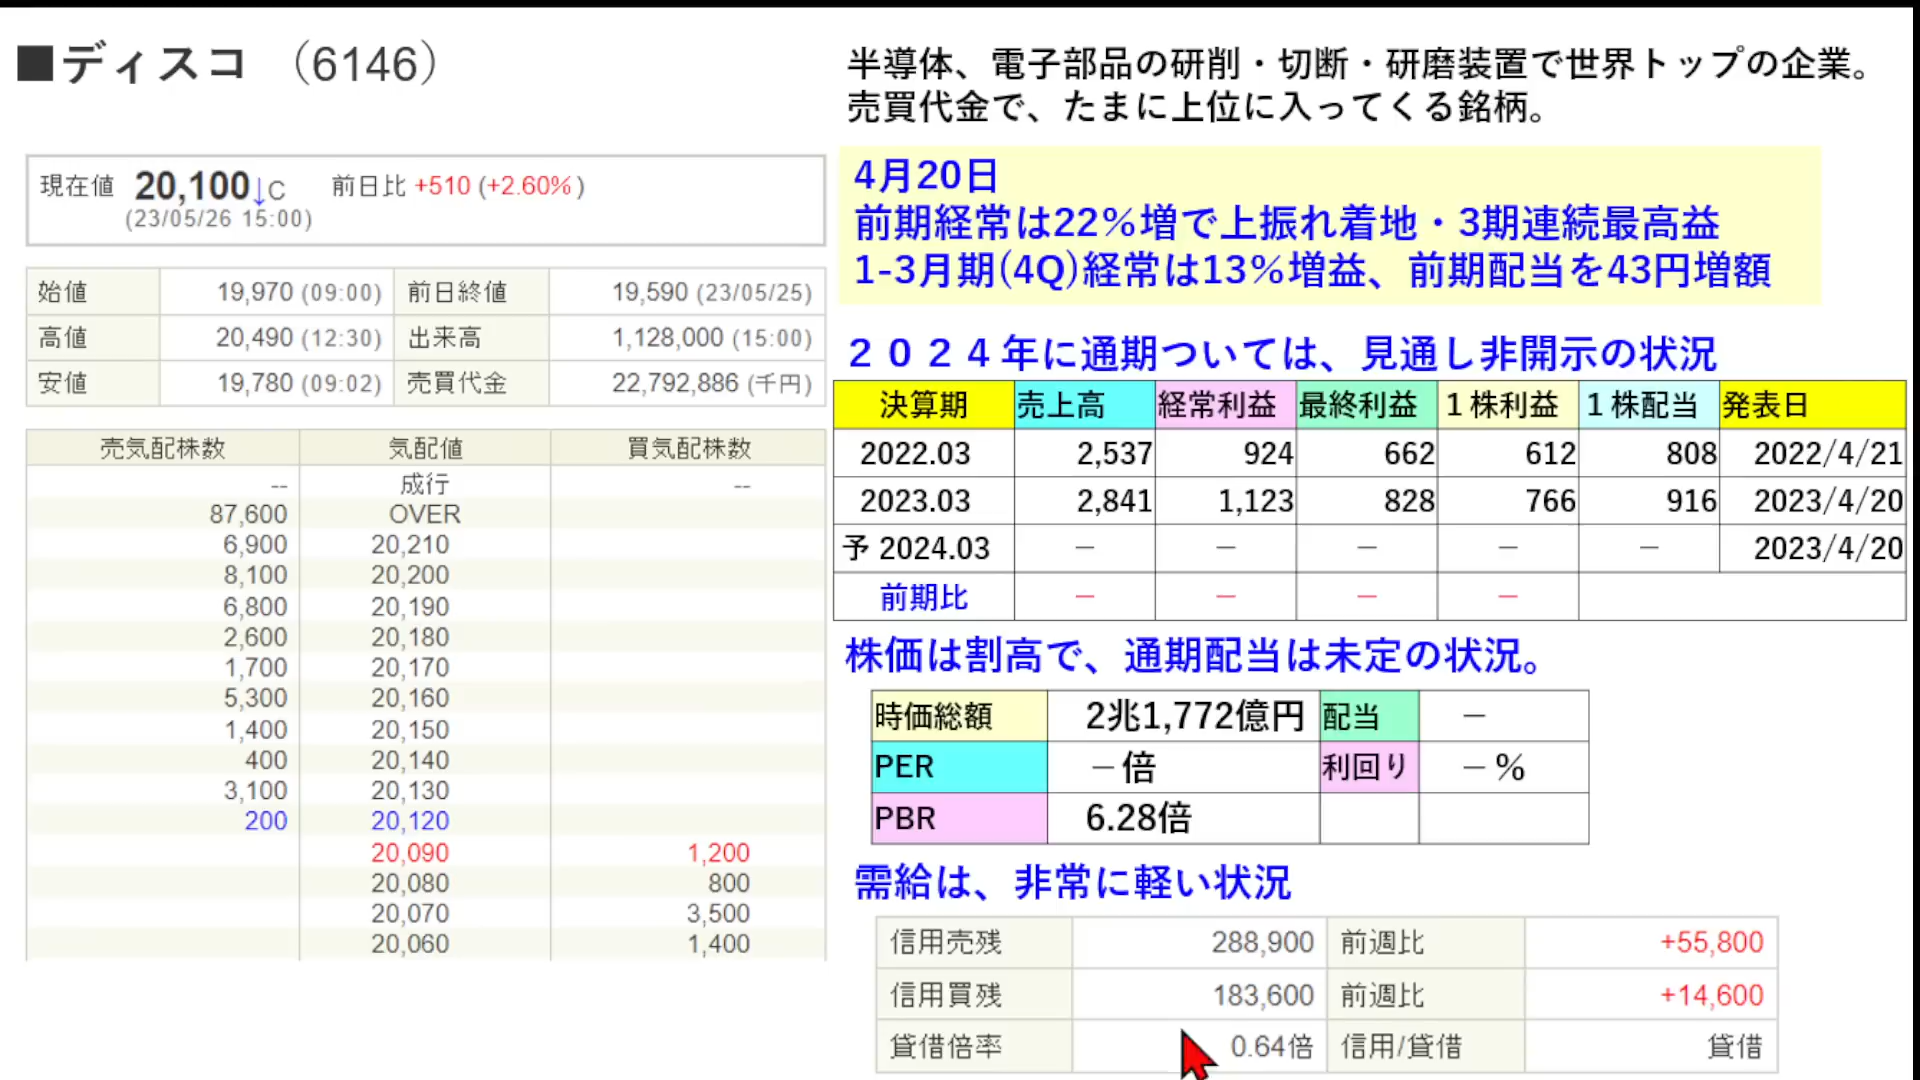 ■ディスコ （6146）
現在値 20,100↓C 前日比 +510 (+2.60%)
(23/05/26 15:00)
始値 19,970 (09:00) 前日終値 19,590 (23/05/25)
高値 20,490 (12:30) 出来高 1,128,000 (15:00)
安値 19,780 (09:02) 売買代金 22,792,886 (千円)
売気配株数 気配値 買気配株数
-- 成行 --
87,600 OVER
6,900 20,210
8,100 20,200
6,800 20,190
2,600 20,180
1,700 20,170
5,300 20,160
1,400 20,150
400 20,140
3,100 20,130
200 20,120
20,090 1,200
20,080 800
20,070 3,500
20,060 1,400
半導体、電子部品の研削・切断・研磨装置で世界トップの企業。
売買代金で、たまに上位に入ってくる銘柄。
4月20日
前期経常は22%増で上振れ着地・3期連続最高益
1-3月期(4Q)経常は13%増益、前期配当を43円増額
２０２４年に通期ついては、見通し非開示の状況
決算期 売上高 経常利益 最終利益 1株利益 1株配当 発表日
2022.03 2,537 924 662 612 808 2022/4/21
2023.03 2,841 1,123 828 766 916 2023/4/20
予 2024.03 － － － － － 2023/4/20
前期比 － － － －
株価は割高で、通期配当は未定の状況。
時価総額 2兆1,772億円 配当 －
PER －倍 利回り －%
PBR 6.28倍
需給は、非常に軽い状況
信用売残 288,900 前週比 +55,800
信用買残 183,600 前週比 +14,600
貸借倍率 0.64倍 信用/貸借 貸借